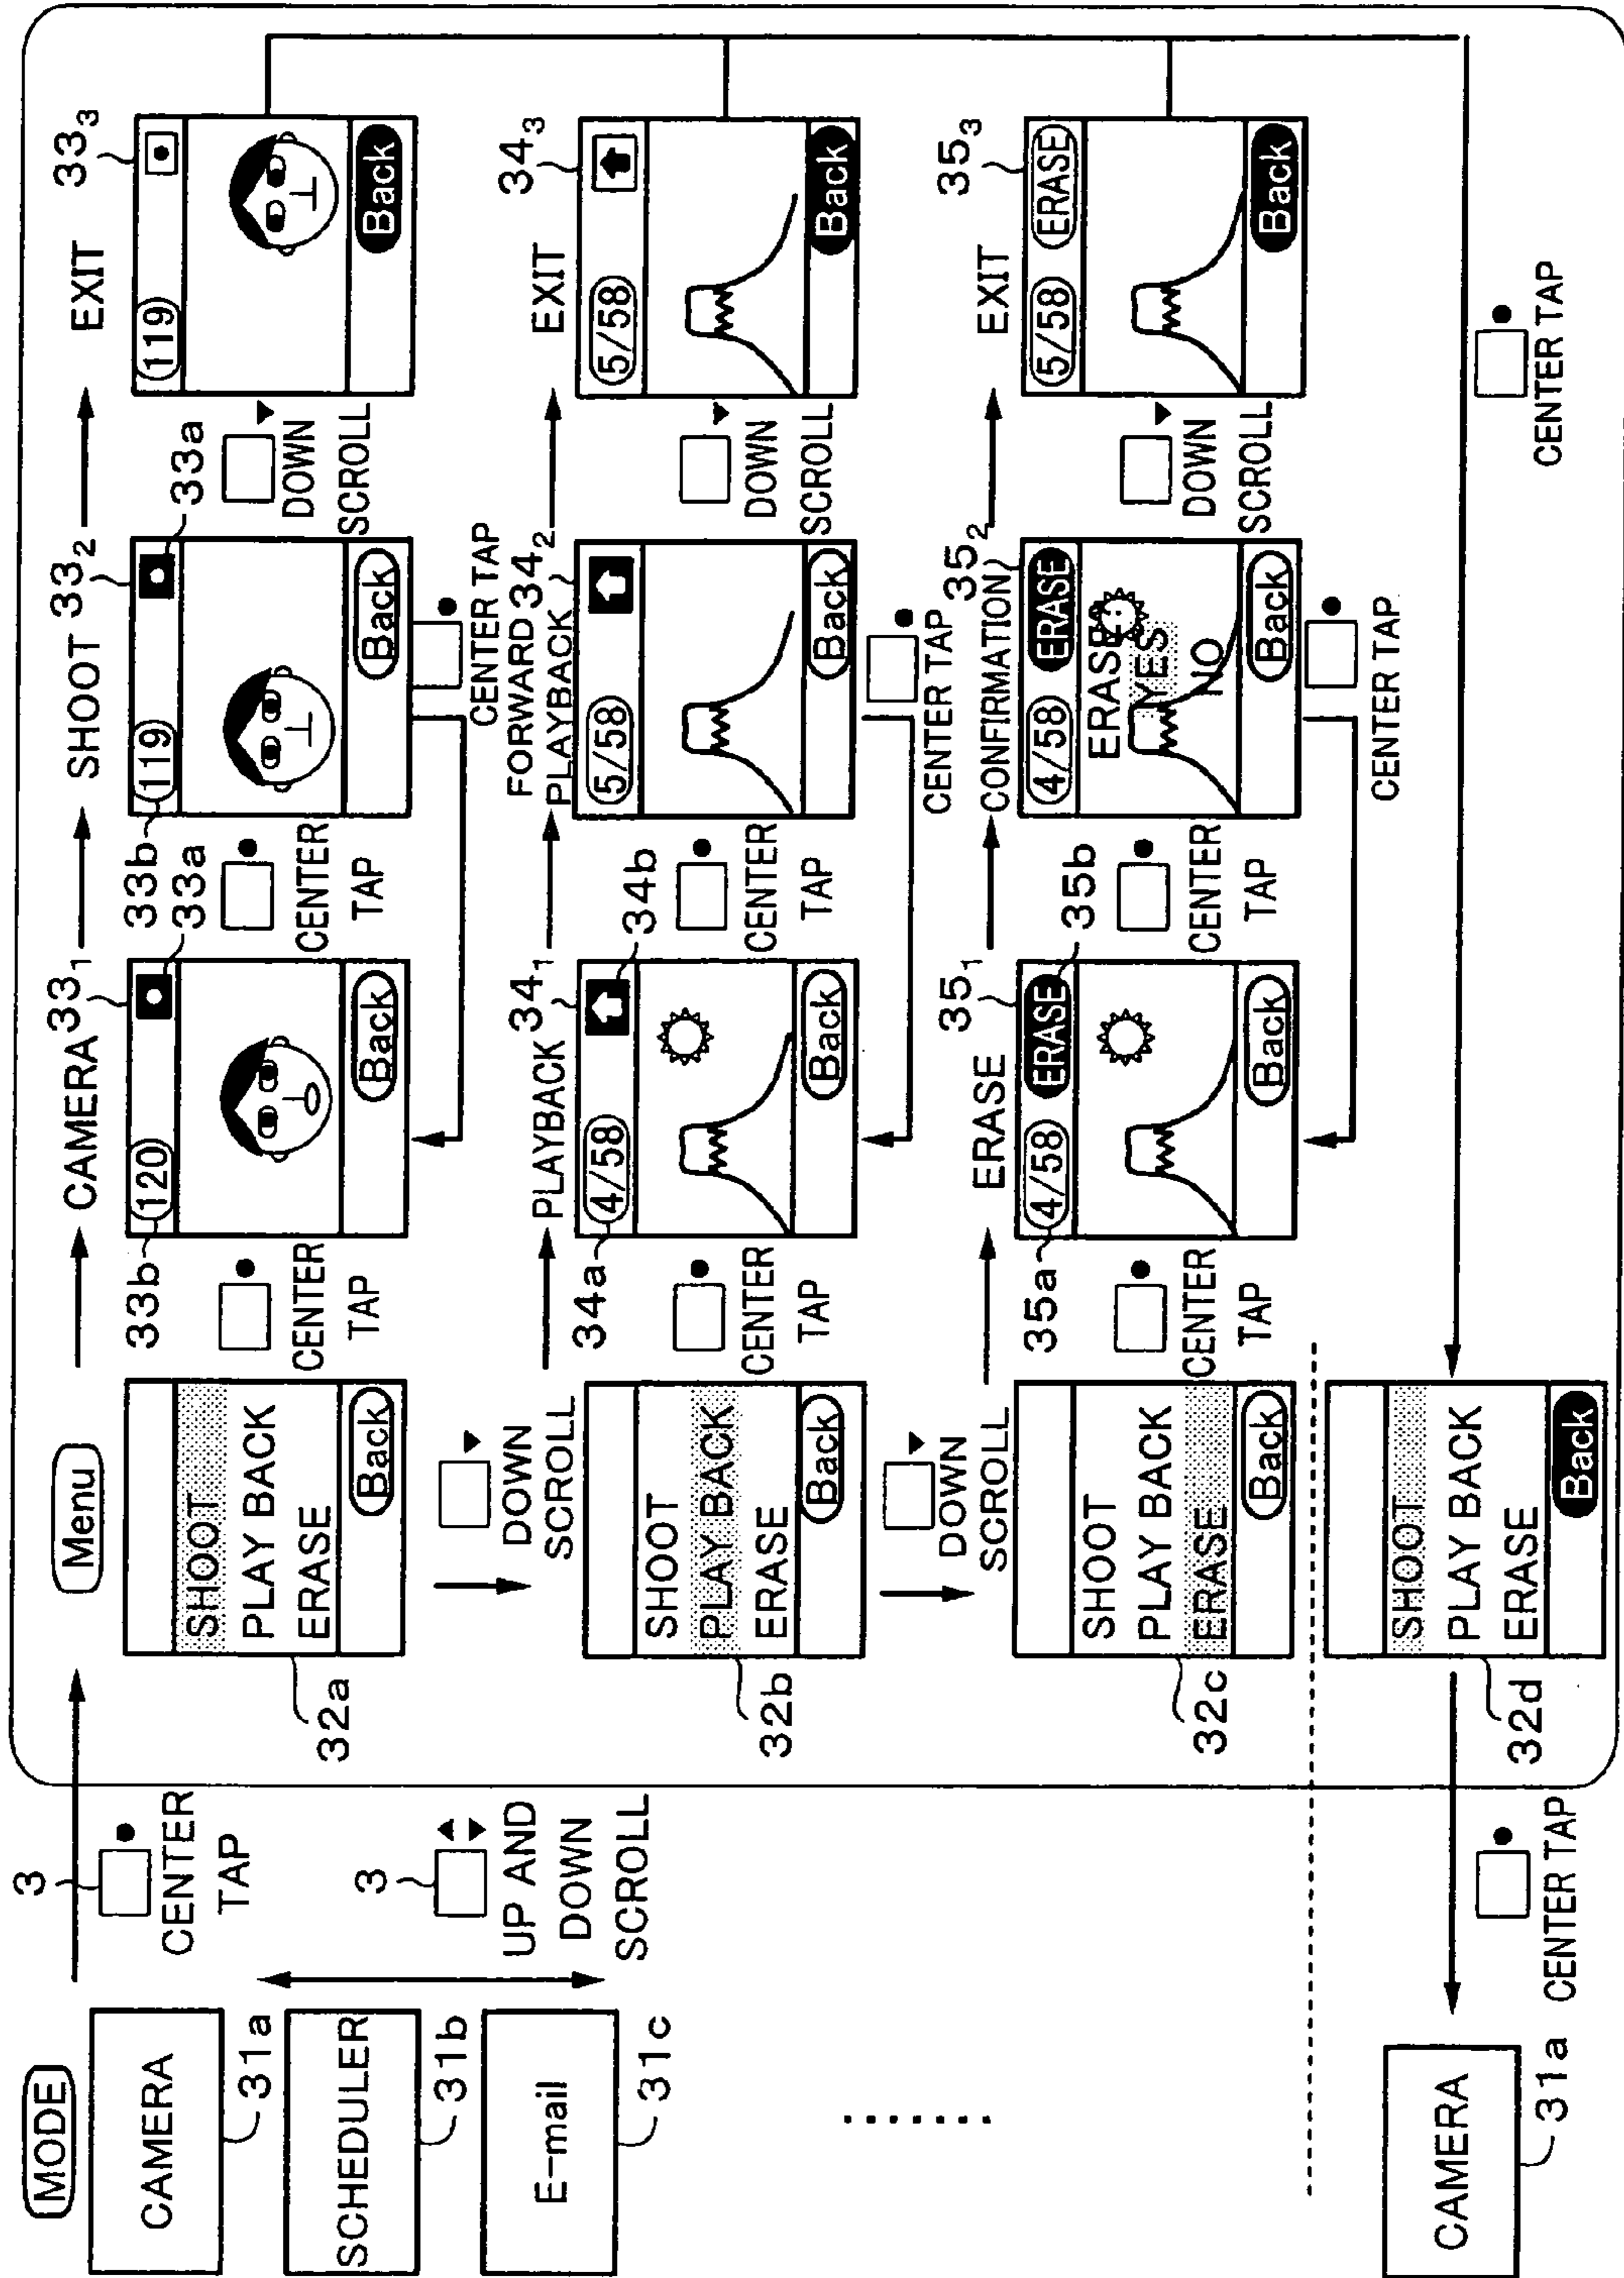 MODE
CAMERA
31a
SCHEDULER
31b
E-mail
31c
3
CENTER
TAP
3
UP AND
DOWN
SCROLL
Menu
SHOOT
PLAY BACK
ERASE
Back
32a
DOWN
SCROLL
SHOOT
PLAY BACK
ERASE
Back
32b
DOWN
SCROLL
SHOOT
PLAY BACK
ERASE
Back
32c
CENTER
TAP
CAMERA
33₁
33b
120
33a
Back
CENTER
TAP
SHOOT
33₂
33b
119
33a
Back
CENTER TAP
DOWN
SCROLL
EXIT
33₃
119
Back
CENTER
TAP
PLAYBACK
34₁
34a
4/58
34b
Back
CENTER
TAP
FORWARD
PLAYBACK
34₂
5/58
Back
CENTER TAP
DOWN
SCROLL
EXIT
34₃
5/58
Back
CENTER
TAP
ERASE
35₁
35a
4/58
ERASE
35b
Back
CENTER
TAP
CONFIRMATION
35₂
4/58
ERASE
ERASE?
YES
NO
Back
CENTER TAP
DOWN
SCROLL
EXIT
35₃
5/58
ERASE
Back
CENTER TAP
SHOOT
PLAY BACK
ERASE
Back
32d
CENTER TAP
CAMERA
31a